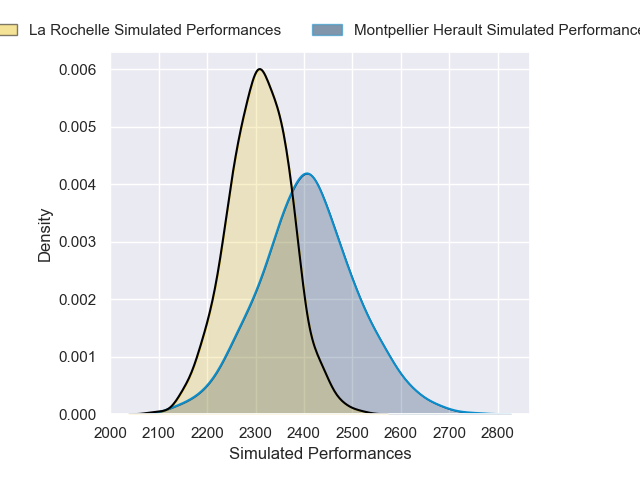 La Rochelle Simulated Performances
Montpellier Herault Simulated Performance
0.006
0.005
0.004
0.003
0.002
0.001
0.000
Density
2000 2100 2200 2300 2400 2500 2600 2700 2800
Simulated Performances